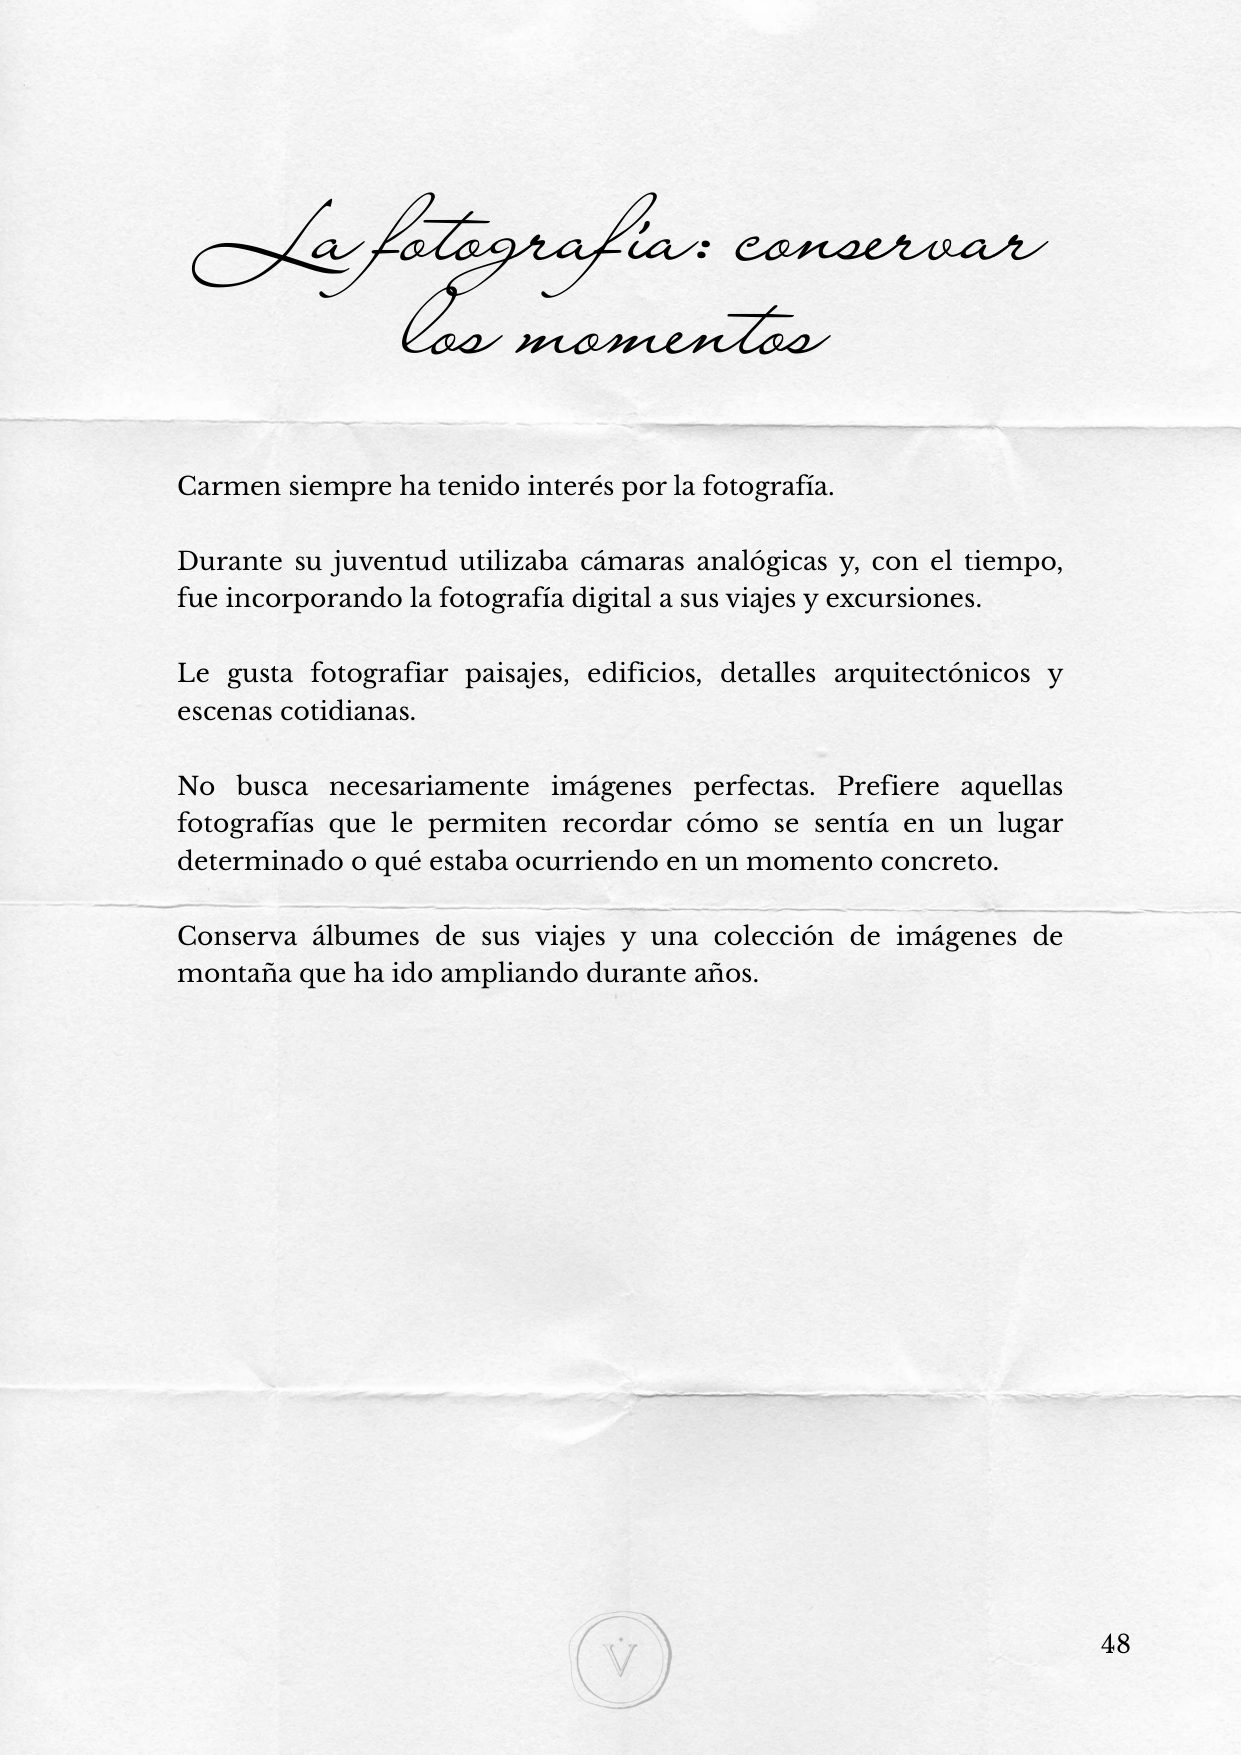 La fotografía: conservar
los momentos
Carmen siempre ha tenido interés por la fotografía.
Durante su juventud utilizaba cámaras analógicas y, con el tiempo,
fue incorporando la fotografía digital a sus viajes y excursiones.
Le gusta fotografiar paisajes, edificios, detalles arquitectónicos y
escenas cotidianas.
No busca necesariamente imágenes perfectas. Prefiere aquellas
fotografías que le permiten recordar cómo se sentía en un lugar
determinado o qué estaba ocurriendo en un momento concreto.
Conserva álbumes de sus viajes y una colección de imágenes de
montaña que ha ido ampliando durante años.
V
48